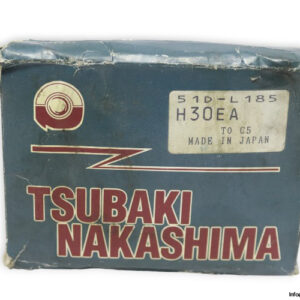 51D-L185
H30EA
TO C5
MADE IN JAPAN
TSUBAKI
NAKASHIMA